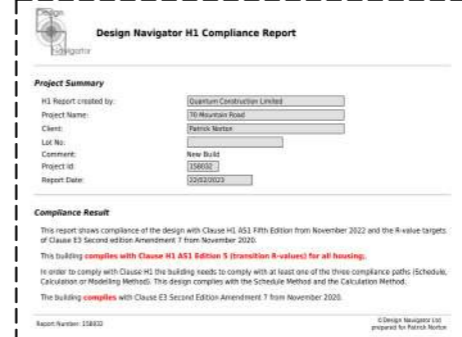 Design
Navigator
Design Navigator H1 Compliance Report
Project Summary
H1 Report created by: Quantum Construction Limited
Project Name: 70 Mountain Road
Client: Patrick Norton
Lot No:
Comment: New Build
Project Id: 158032
Report Date: 22/02/2023
Compliance Result
This report shows compliance of the design with Clause H1 AS1 Fifth Edition from November 2022 and the R-value targets
of Clause E3 Second edition Amendment 7 from November 2020.
This building complies with Clause H1 AS1 Edition 5 (transition R-values) for all housing.
In order to comply with Clause H1 the building needs to comply with at least one of the three compliance paths (Schedule,
Calculation or Modelling Method). This design complies with the Schedule Method and the Calculation Method.
The building complies with Clause E3 Second Edition Amendment 7 from November 2020.
Report Number: 158032
©Design Navigator Ltd
prepared for Patrick Norton